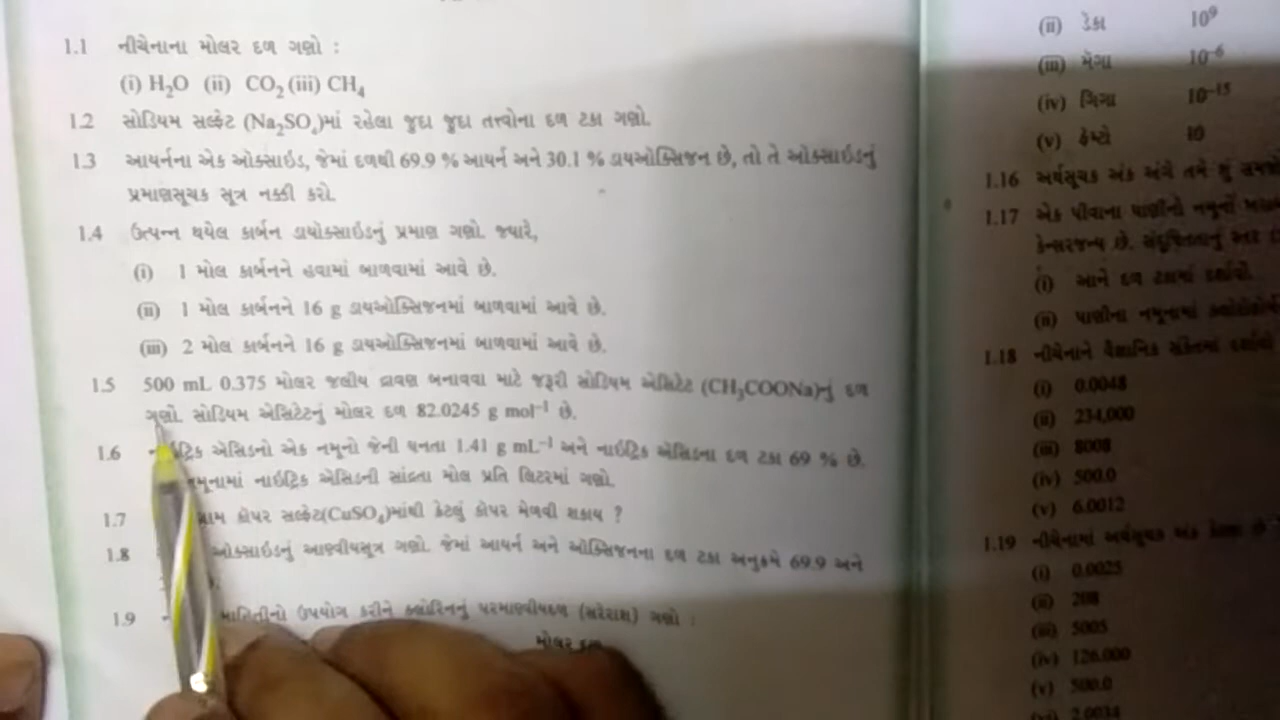 1.1 નીચેનાના મોલર દળ ગણો :
(i) H₂O (ii) CO₂ (iii) CH₄
1.2 સોડિયમ સલ્ફેટ (Na₂SO₄)માં રહેલા જુદા જુદા તત્ત્વોના દળ ટકા ગણો.
1.3 આયર્નના એક ઓક્સાઇડ, જેમાં દળથી 69.9 % આયર્ન અને 30.1 % ડાયઓક્સિજન છે, તો તે ઓક્સાઇડનું
પ્રમાણસૂચક સૂત્ર નક્કી કરો.
1.4 ઉત્પન્ન થયેલ કાર્બન ડાયોક્સાઇડનું પ્રમાણ ગણો. જ્યારે,
(i) 1 મોલ કાર્બનને હવામાં બાળવામાં આવે છે.
(ii) 1 મોલ કાર્બનને 16 g ડાયઓક્સિજનમાં બાળવામાં આવે છે.
(iii) 2 મોલ કાર્બનને 16 g ડાયઓક્સિજનમાં બાળવામાં આવે છે.
1.5 500 mL 0.375 મોલર જલીય દ્રાવણ બનાવવા માટે જરૂરી સોડિયમ એસિટેટ (CH₃COONa)નું દળ
ગણો. સોડિયમ એસિટેટનું મોલર દળ 82.0245 g mol⁻¹ છે.
1.6 નાઇટ્રિક એસિડનો એક નમૂનો જેની ઘનતા 1.41 g mL⁻¹ અને નાઇટ્રિક એસિડના દળ ટકા 69 % છે.
નમૂનામાં નાઇટ્રિક એસિડની સાંદ્રતા મોલ પ્રતિ લિટરમાં ગણો.
1.7 કોપર સલ્ફેટ(CuSO₄)માંથી કેટલું કોપર મેળવી શકાય ?
1.8 ઓક્સાઇડનું આણ્વીયસૂત્ર ગણો. જેમાં આયર્ન અને ઓક્સિજનના દળ ટકા અનુક્રમે 69.9 અને
1.9 માહિતીનો ઉપયોગ કરીને ક્લોરિનનું પરમાણ્વીયદળ (સરેરાશ) ગણો :
મોલર દળ
(ii) ડેકા 10⁹
(iii) મેગા 10⁻⁶
(iv) ગિગા 10⁻¹⁵
(v) ફેમ્ટો 10
1.16 અર્થસૂચક અંક અંગે તમે શું
1.17 એક પીવાના પાણીનો નમૂનો
કેન્સરજન્ય છે. સંદૂષિતતાનું સ્તર
(i) આને દળ ટકામાં દર્શાવો.
(ii) પાણીના નમૂનામાં
1.18 નીચેનાને વૈજ્ઞાનિક સંકેતમાં દર્શાવો
(i) 0.0048
(ii) 234,000
(iii) 8008
(iv) 500.0
(v) 6.0012
1.19 નીચેનામાં અર્થસૂચક અંક કેટલા છે
(i) 0.0025
(ii) 208
(iii) 5005
(iv) 126,000
(v) 500.0
2.0034